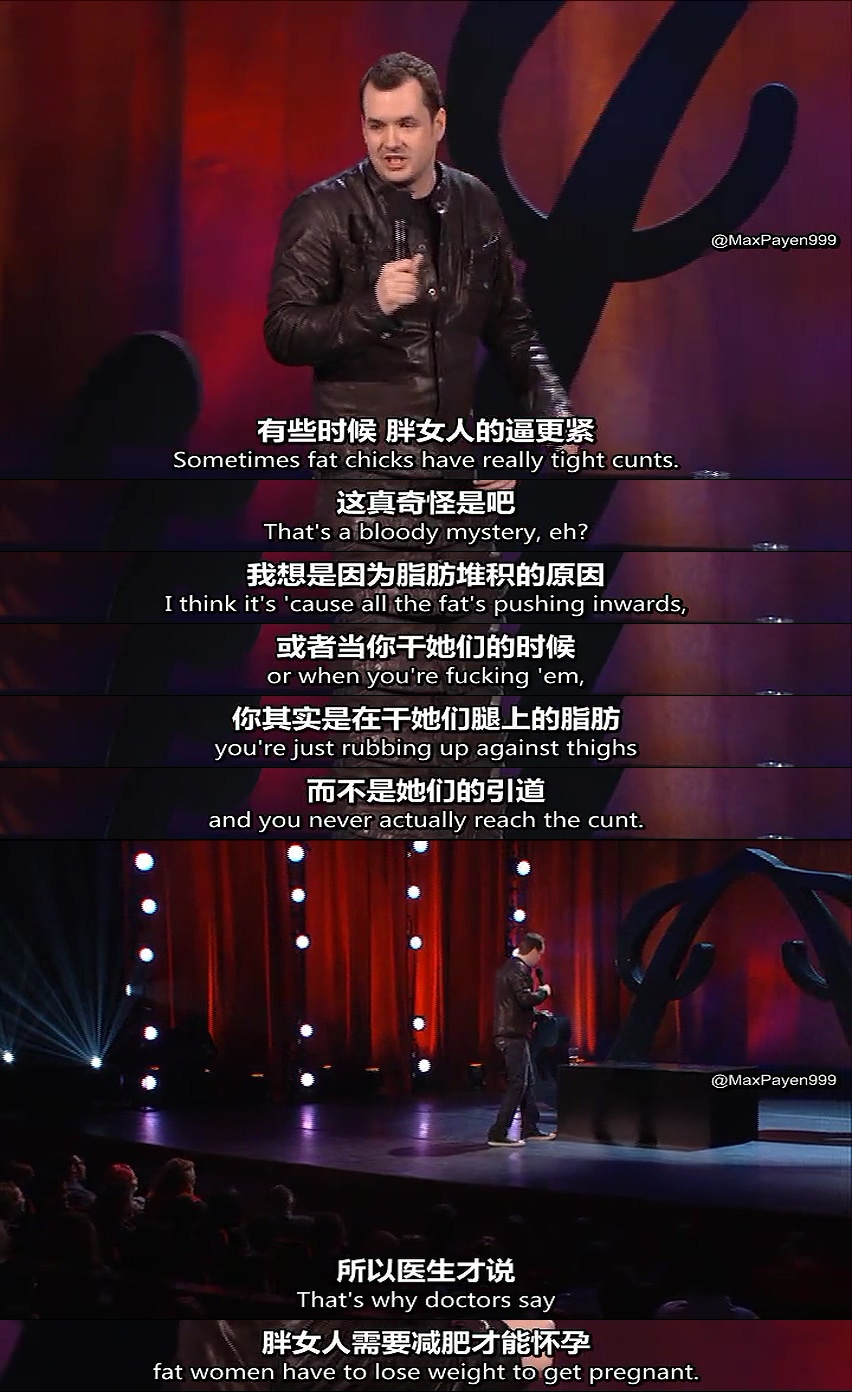 @MaxPayen999
有些时候 胖女人的逼更紧
Sometimes fat chicks have really tight cunts.
这真奇怪是吧
That's a bloody mystery, eh?
我想是因为脂肪堆积的原因
I think it's 'cause all the fat's pushing inwards,
或者当你干她们的时候
or when you're fucking 'em,
你其实是在干她们腿上的脂肪
you're just rubbing up against thighs
而不是她们的引道
and you never actually reach the cunt.
@MaxPayen999
所以医生才说
That's why doctors say
胖女人需要减肥才能怀孕
fat women have to lose weight to get pregnant.